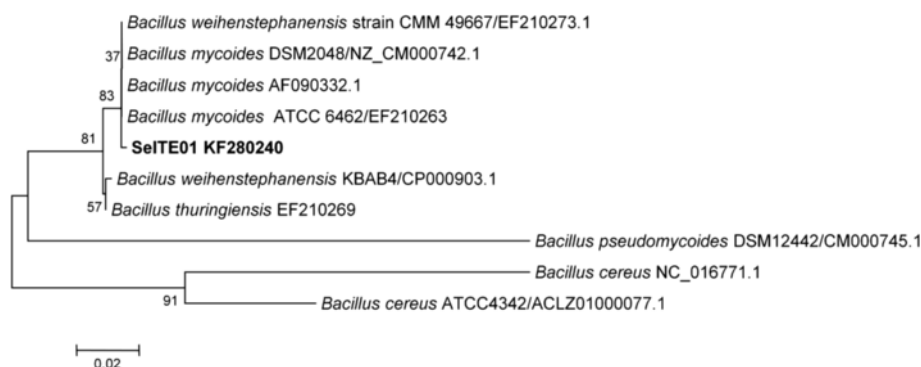 Bacillus weihenstephanensis strain CMM 49667/EF210273.1
37
Bacillus mycoides DSM2048/NZ_CM000742.1
Bacillus mycoides AF090332.1
83
Bacillus mycoides ATCC 6462/EF210263
81
SelTE01 KF280240
Bacillus weihenstephanensis KBAB4/CP000903.1
57
Bacillus thuringiensis EF210269
Bacillus pseudomycoides DSM12442/CM000745.1
Bacillus cereus NC_016771.1
91
Bacillus cereus ATCC4342/ACLZ01000077.1
0.02